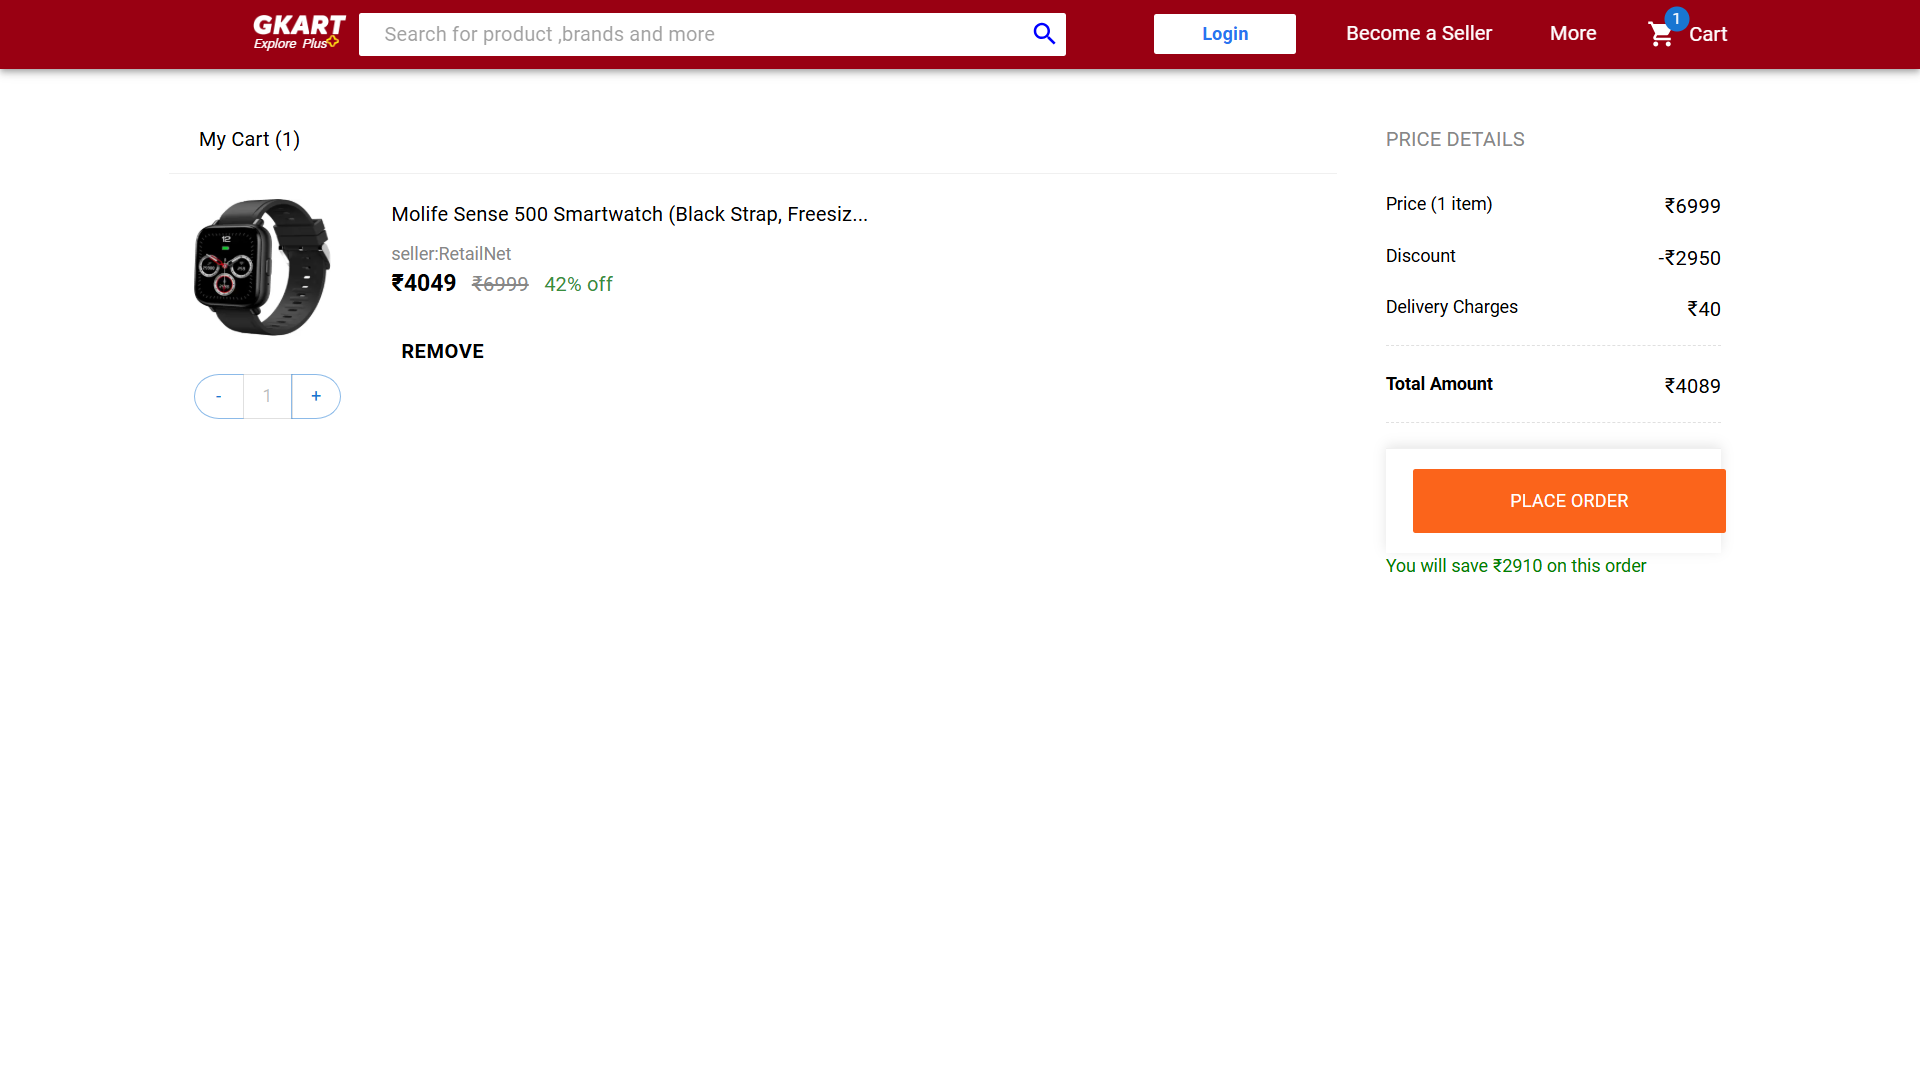 GKART
Explore Plus
Search for product ,brands and more
Login
Become a Seller
More
1
Cart
My Cart (1)
Molife Sense 500 Smartwatch (Black Strap, Freesiz...
seller:RetailNet
₹4049 ₹6999 42% off
REMOVE
- 1 +
PRICE DETAILS
Price (1 item) ₹6999
Discount -₹2950
Delivery Charges ₹40
Total Amount ₹4089
PLACE ORDER
You will save ₹2910 on this order